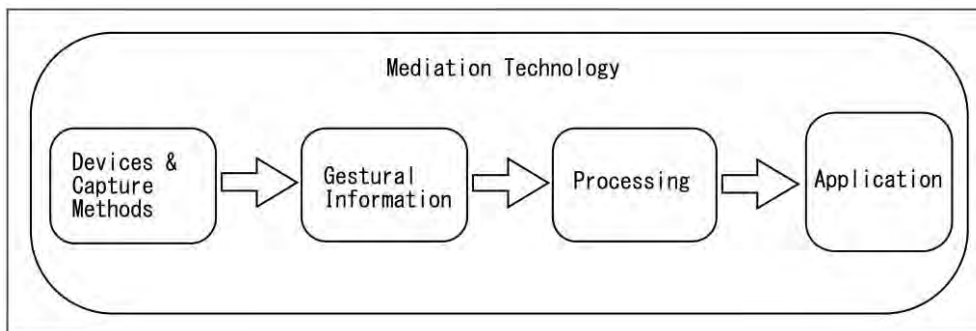 Mediation Technology
Devices &
Capture
Methods
Gestural
Information
Processing
Application